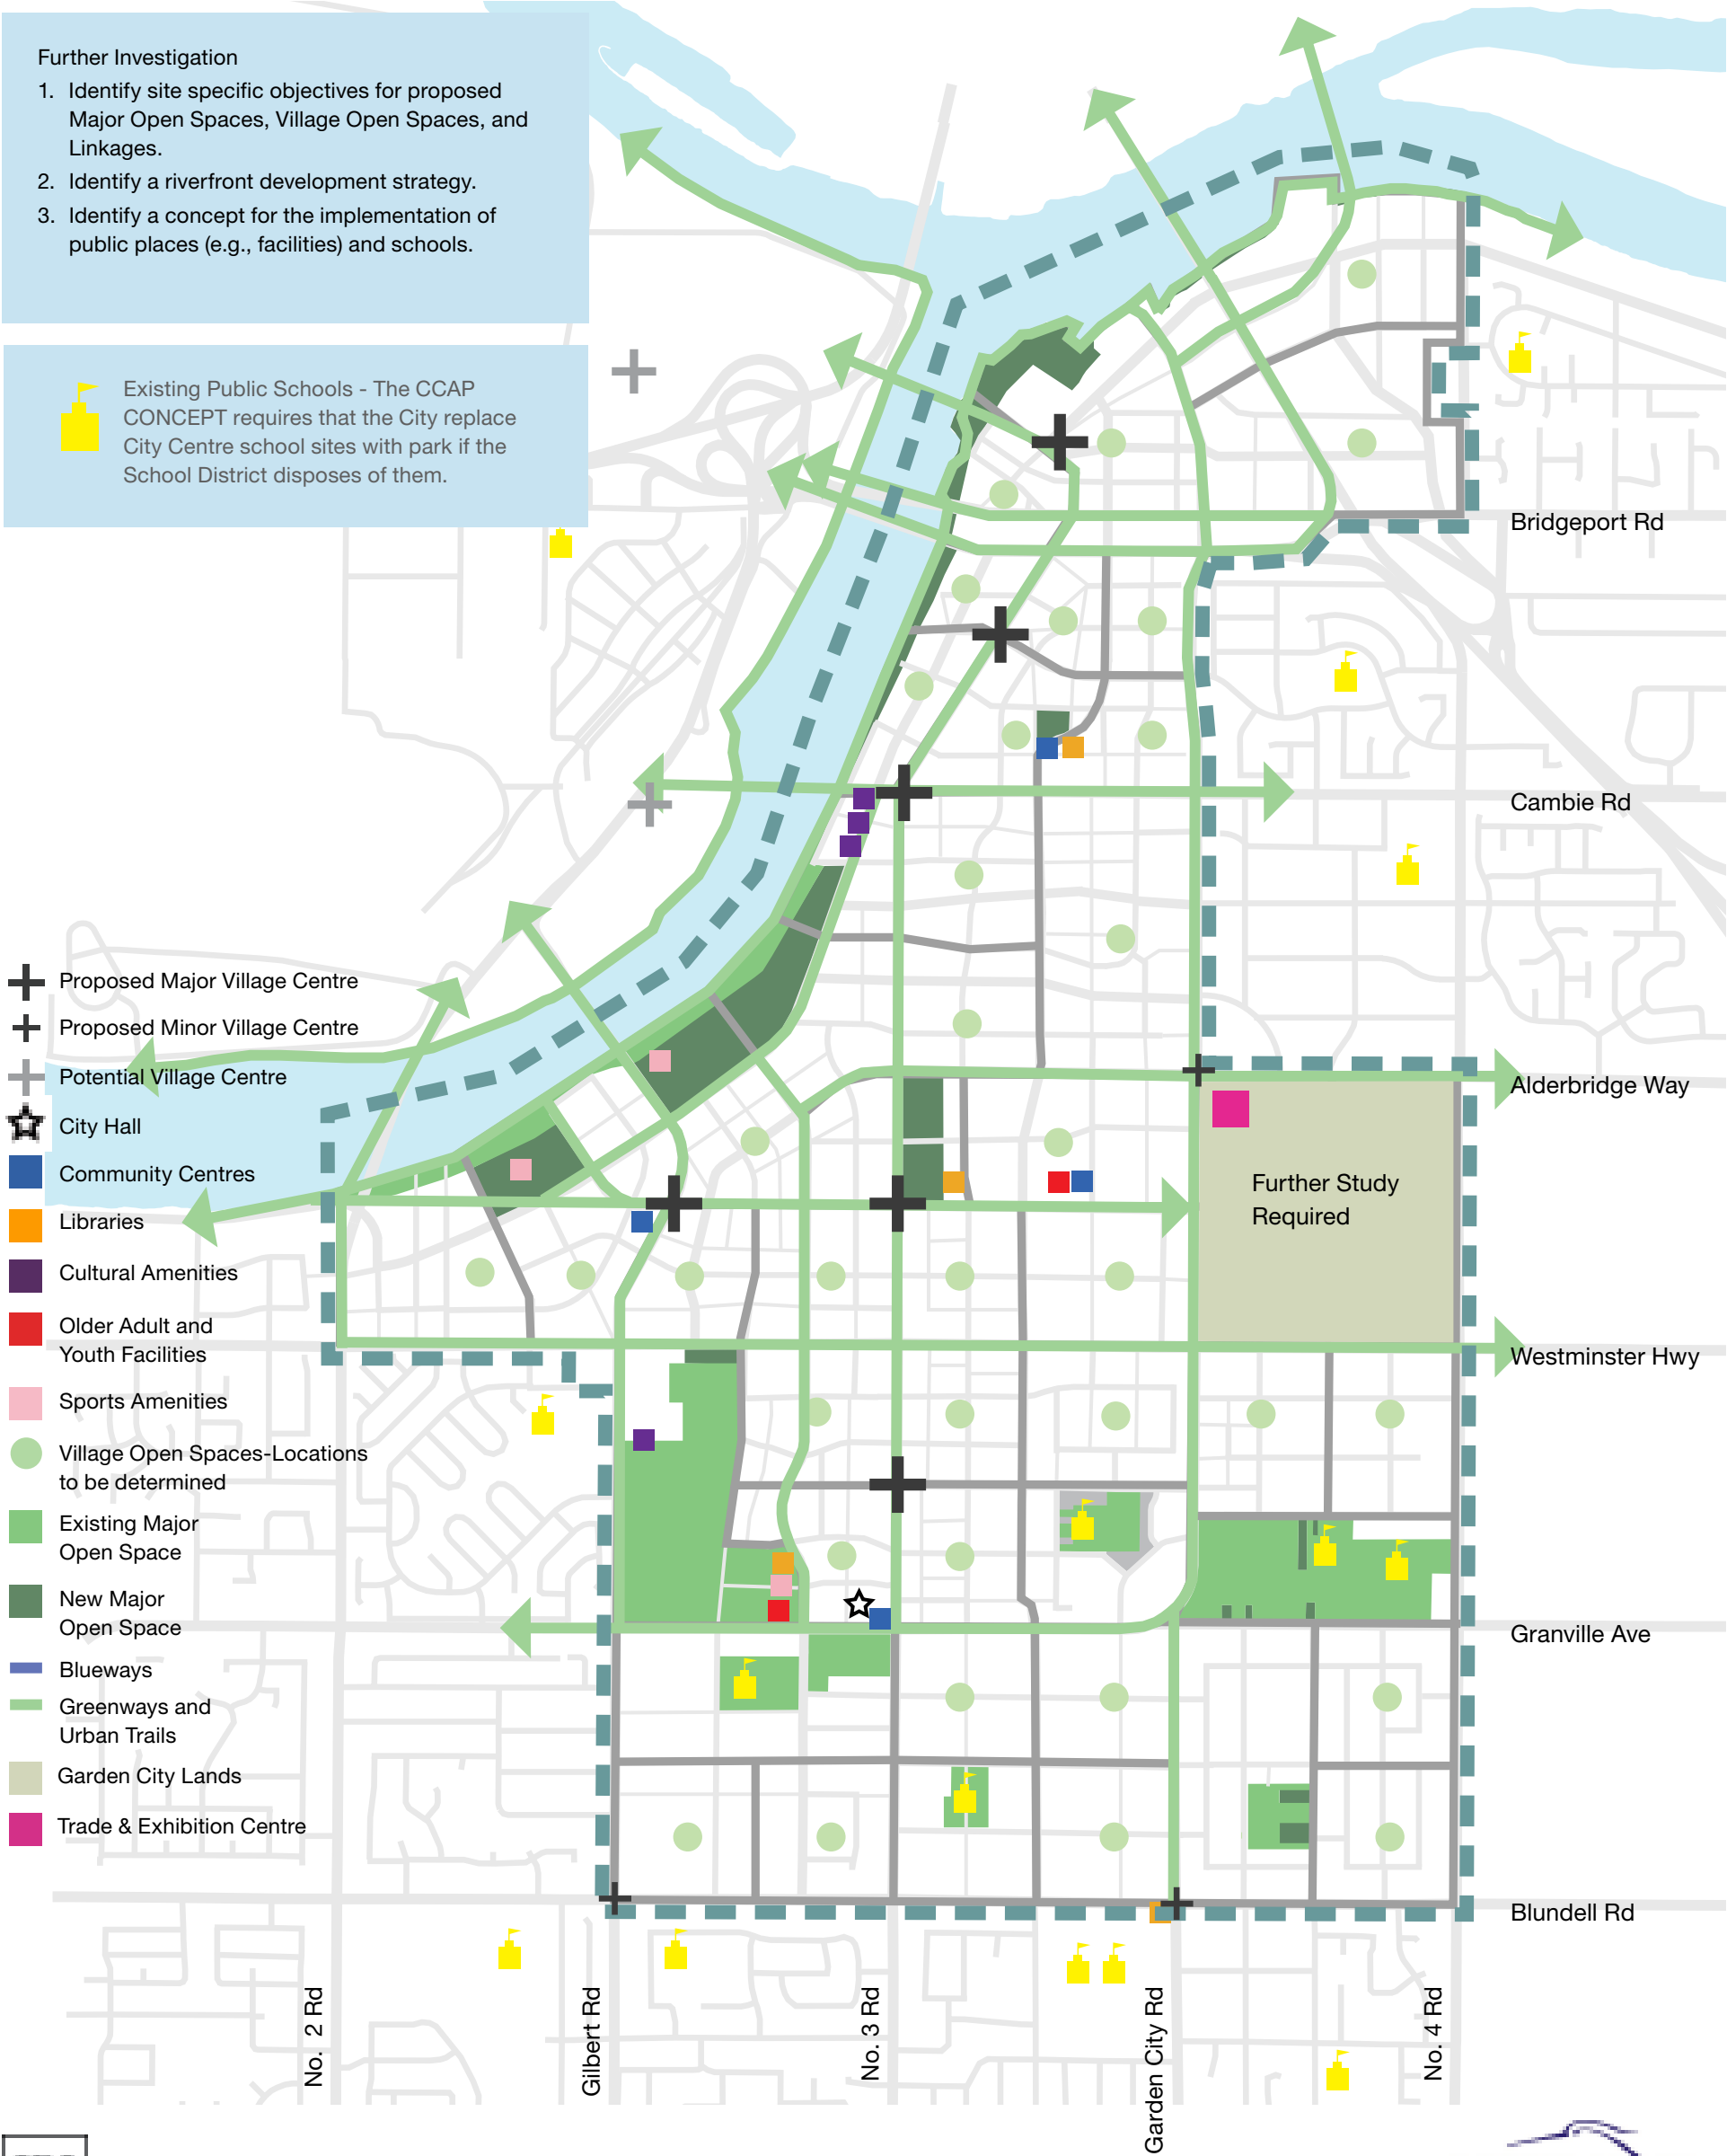 Further Investigation
1. Identify site specific objectives for proposed
Major Open Spaces, Village Open Spaces, and
Linkages.
2. Identify a riverfront development strategy.
3. Identify a concept for the implementation of
public places (e.g., facilities) and schools.
Existing Public Schools - The CCAP
CONCEPT requires that the City replace
City Centre school sites with park if the
School District disposes of them.
Bridgeport Rd
Cambie Rd
Proposed Major Village Centre
Proposed Minor Village Centre
Potential Village Centre
City Hall
Community Centres
Libraries
Cultural Amenities
Older Adult and
Youth Facilities
Sports Amenities
Village Open Spaces-Locations
to be determined
Existing Major
Open Space
New Major
Open Space
Blueways
Greenways and
Urban Trails
Garden City Lands
Trade & Exhibition Centre
Alderbridge Way
Further Study
Required
Westminster Hwy
Granville Ave
Blundell Rd
No. 2 Rd
Gilbert Rd
No. 3 Rd
Garden City Rd
No. 4 Rd